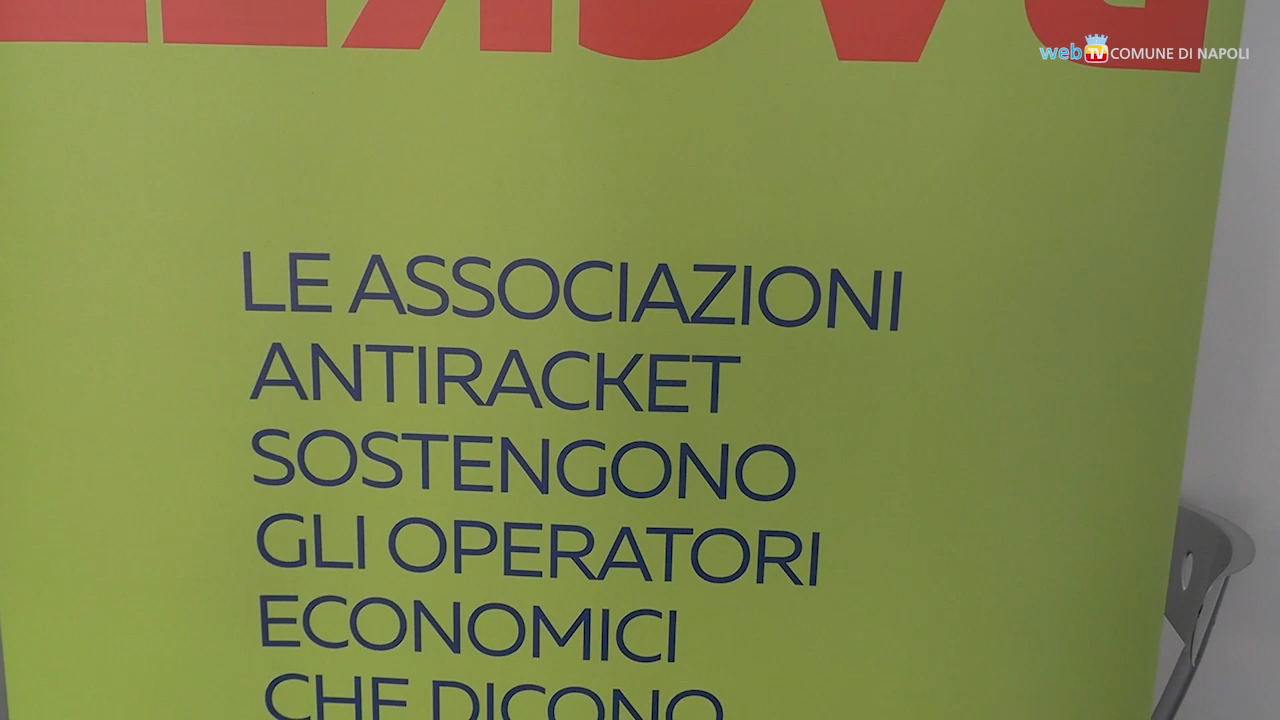 web TV COMUNE DI NAPOLI
LE ASSOCIAZIONI
ANTIRACKET
SOSTENGONO
GLI OPERATORI
ECONOMICI
CHE DICONO